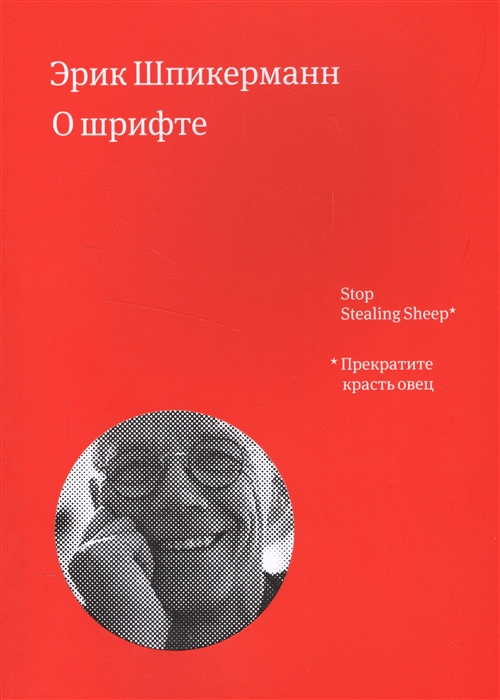 Эрик Шпикерманн
О шрифте
Stop
Stealing Sheep*
* Прекратите
красть овец